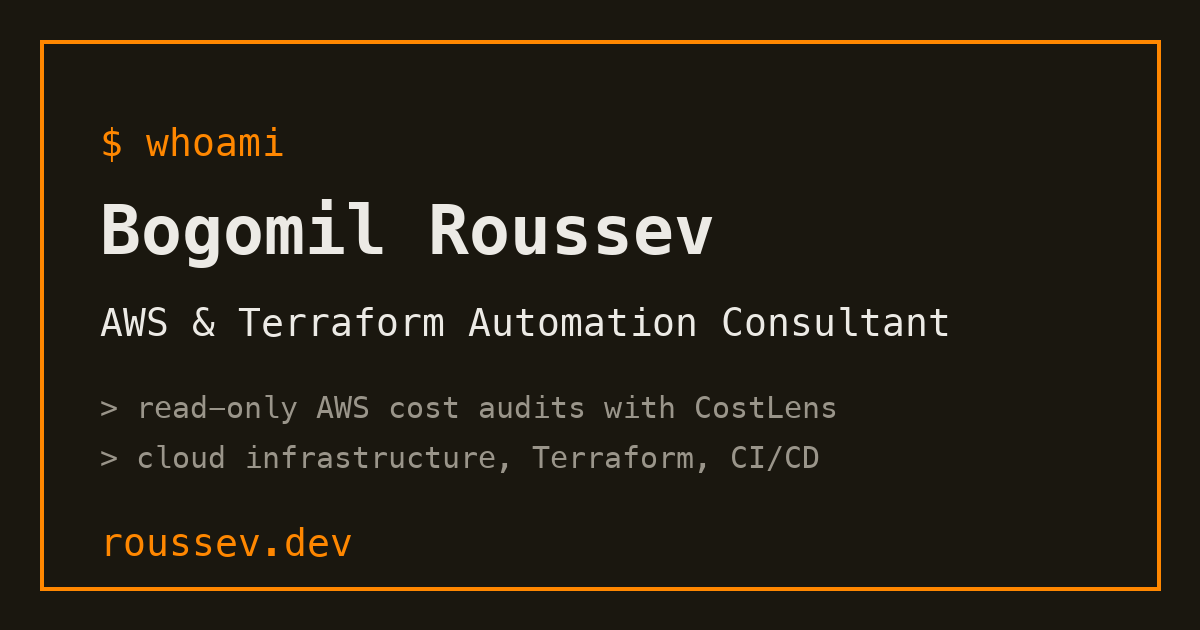 $ whoami
Bogomil Roussev
AWS & Terraform Automation Consultant
> read–only AWS cost audits with CostLens
> cloud infrastructure, Terraform, CI/CD
roussev.dev